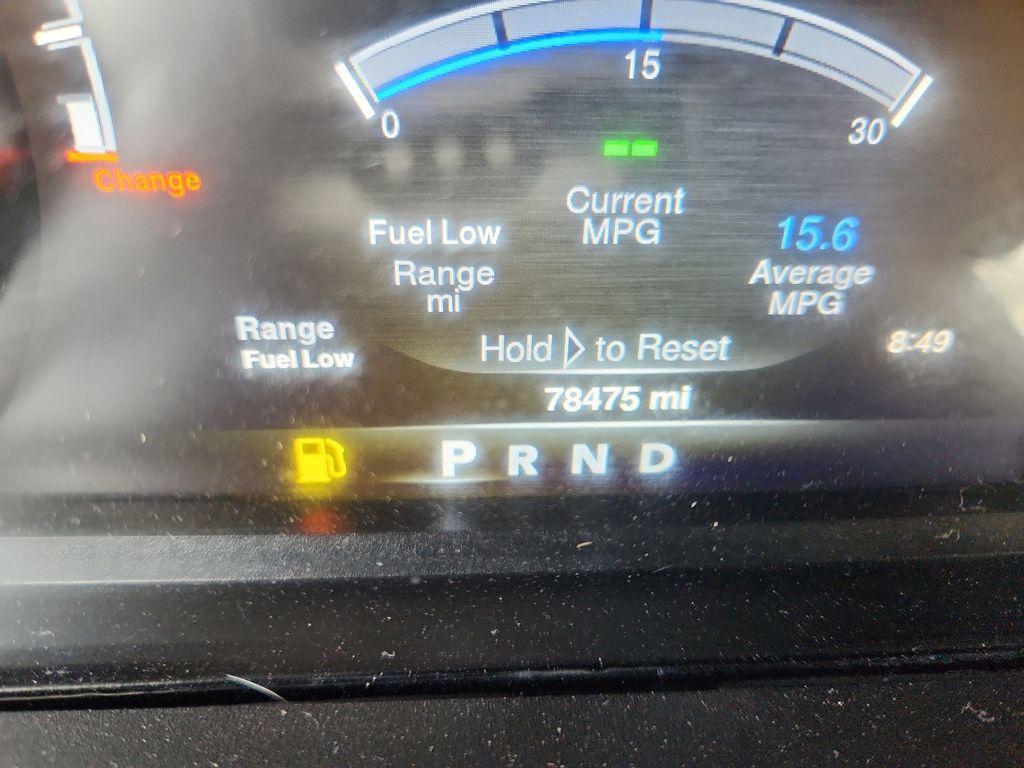 15
0
30
Change
Current
MPG
Fuel Low
Range
mi
15.6
Average
MPG
Range
Fuel Low
Hold ▷ to Reset
8:49
78475 mi
P R N D